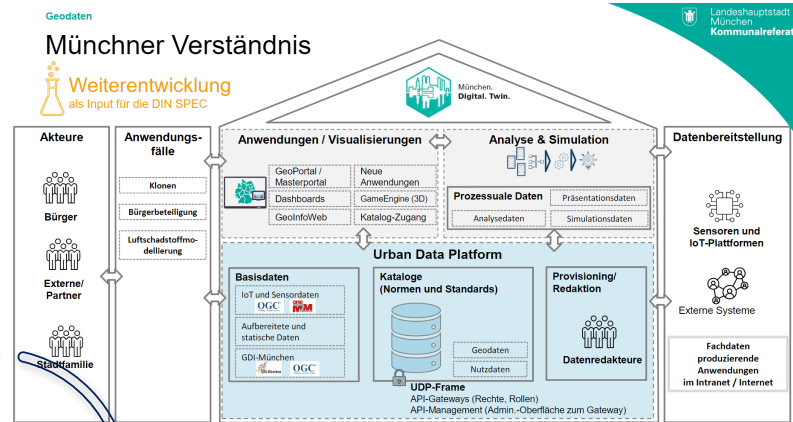 Geodaten
Münchner Verständnis
Landeshauptstadt
München
Kommunalreferat
Weiterentwicklung
als Input für die DIN SPEC
München.
Digital. Twin.
Akteure
Bürger
Externe/
Partner
Stadtfamilie
Anwendungs-
fälle
Klonen
Bürgerbeteiligung
Luftschadstoffmo-
dellierung
Anwendungen / Visualisierungen
GeoPortal /
Masterportal
Neue
Anwendungen
Dashboards
GameEngine (3D)
GeoInfoWeb
Katalog-Zugang
Analyse & Simulation
Prozessuale Daten
Präsentationsdaten
Analysedaten
Simulationsdaten
Urban Data Platform
Basisdaten
IoT und Sensordaten
OGC
one
M2M
Aufbereitete und
statische Daten
GDI-München
GDI-München
OGC
Kataloge
(Normen und Standards)
Geodaten
Nutzdaten
Provisioning/
Redaktion
Datenredakteure
UDP-Frame
API-Gateways (Rechte, Rollen)
API-Management (Admin.-Oberfläche zum Gateway)
Datenbereitstellung
Sensoren und
IoT-Plattformen
Externe Systeme
Fachdaten
produzierende
Anwendungen
im Intranet / Internet